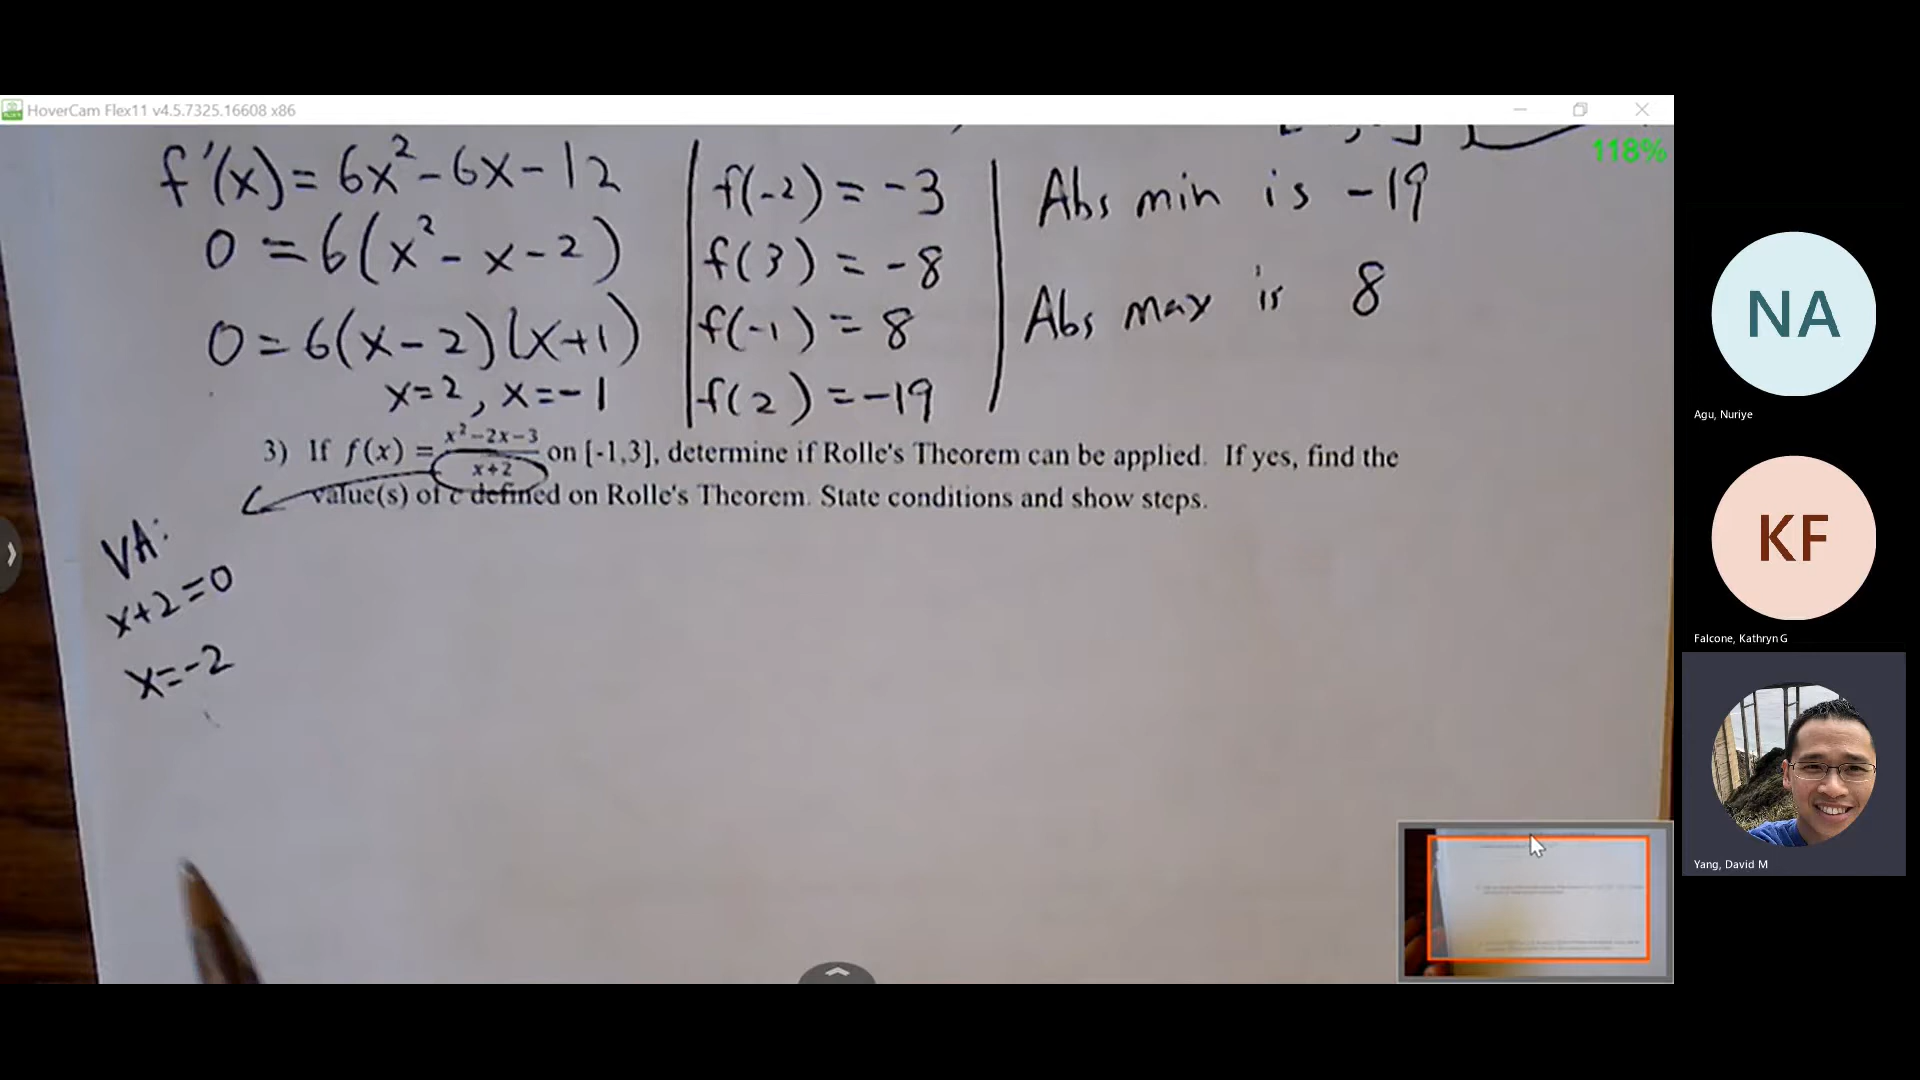 HoverCam Flex11 v4.5.7325.16608 x86
118%
f'(x) = 6x² - 6x - 12
0 = 6(x² - x - 2)
0 = 6(x - 2)(x + 1)
x = 2, x = -1
f(-2) = -3
f(3) = -8
f(-1) = 8
f(2) = -19
Abs min is -19
Abs max is 8
3) If f(x) = (x²-2x-3)/(x+2) on [-1,3], determine if Rolle's Theorem can be applied. If yes, find the
value(s) of c defined on Rolle's Theorem. State conditions and show steps.
VA:
x+2=0
x=-2
NA
Agu, Nuriye
KF
Falcone, Kathryn G
Yang, David M